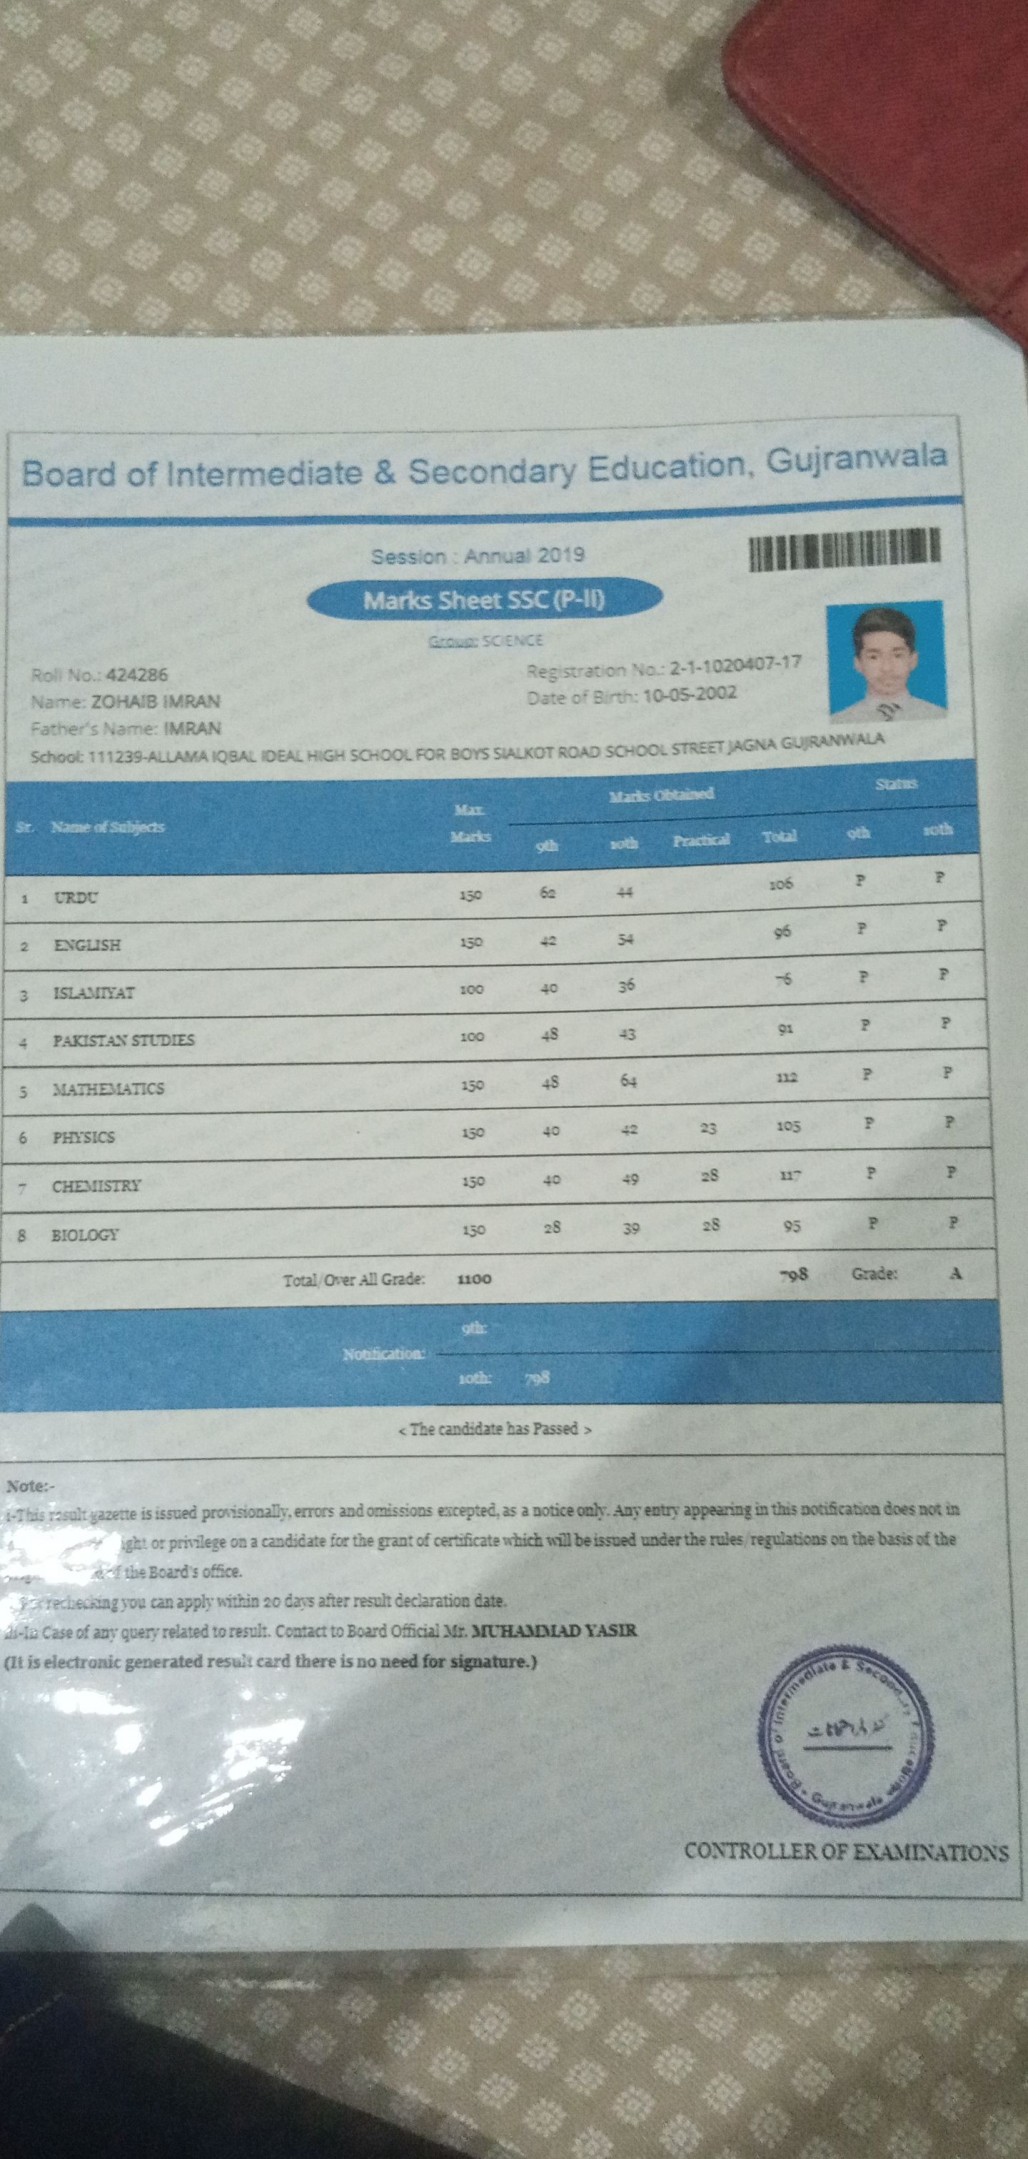 Board of Intermediate & Secondary Education, Gujranwala
Session : Annual 2019
Marks Sheet SSC (P-II)
Group: SCIENCE
Roll No.: 424286 Registration No.: 2-1-1020407-17
Name: ZOHAIB IMRAN Date of Birth: 10-05-2002
Father's Name: IMRAN
School: 111239-ALLAMA IQBAL IDEAL HIGH SCHOOL FOR BOYS SIALKOT ROAD SCHOOL STREET JAGNA GUJRANWALA
Sr. Name of Subjects Max. Marks Marks Obtained Status
9th 10th Practical Total 9th 10th
1 URDU 150 62 44 106 P P
2 ENGLISH 150 42 54 96 P P
3 ISLAMIYAT 100 40 36 76 P P
4 PAKISTAN STUDIES 100 48 43 91 P P
5 MATHEMATICS 150 48 64 112 P P
6 PHYSICS 150 40 42 23 105 P P
7 CHEMISTRY 150 40 49 28 117 P P
8 BIOLOGY 150 28 39 28 95 P P
Total/Over All Grade: 1100 798 Grade: A
Notification: 9th:
10th: 798
< The candidate has Passed >
Note:-
i-This result gazette is issued provisionally, errors and omissions excepted, as a notice only. Any entry appearing in this notification does not in
or privilege on a candidate for the grant of certificate which will be issued under the rules/regulations on the basis of the
of the Board's office.
rechecking you can apply within 20 days after result declaration date.
iii-In Case of any query related to result. Contact to Board Official Mr. MUHAMMAD YASIR
(It is electronic generated result card there is no need for signature.)
Board of Intermediate & Secondary Education Gujranwala
CONTROLLER OF EXAMINATIONS